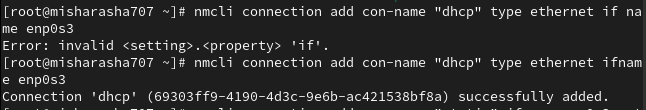 [root@misharasha707 ~]# nmcli connection add con-name "dhcp" type ethernet if na
me enp0s3
Error: invalid <setting>.<property> 'if'.
[root@misharasha707 ~]# nmcli connection add con-name "dhcp" type ethernet ifnam
e enp0s3
Connection 'dhcp' (69303ff9-4190-4d3c-9e6b-ac421538bf8a) successfully added.